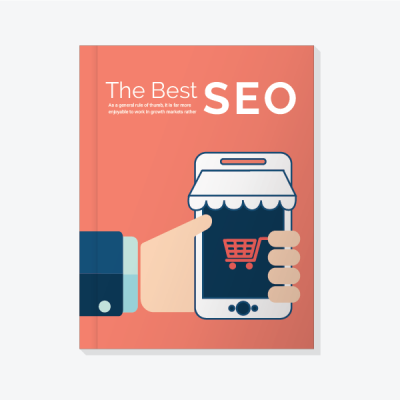 The Best
SEO
As a general rule of thumb, it is far more
enjoyable to work in growth markets rather